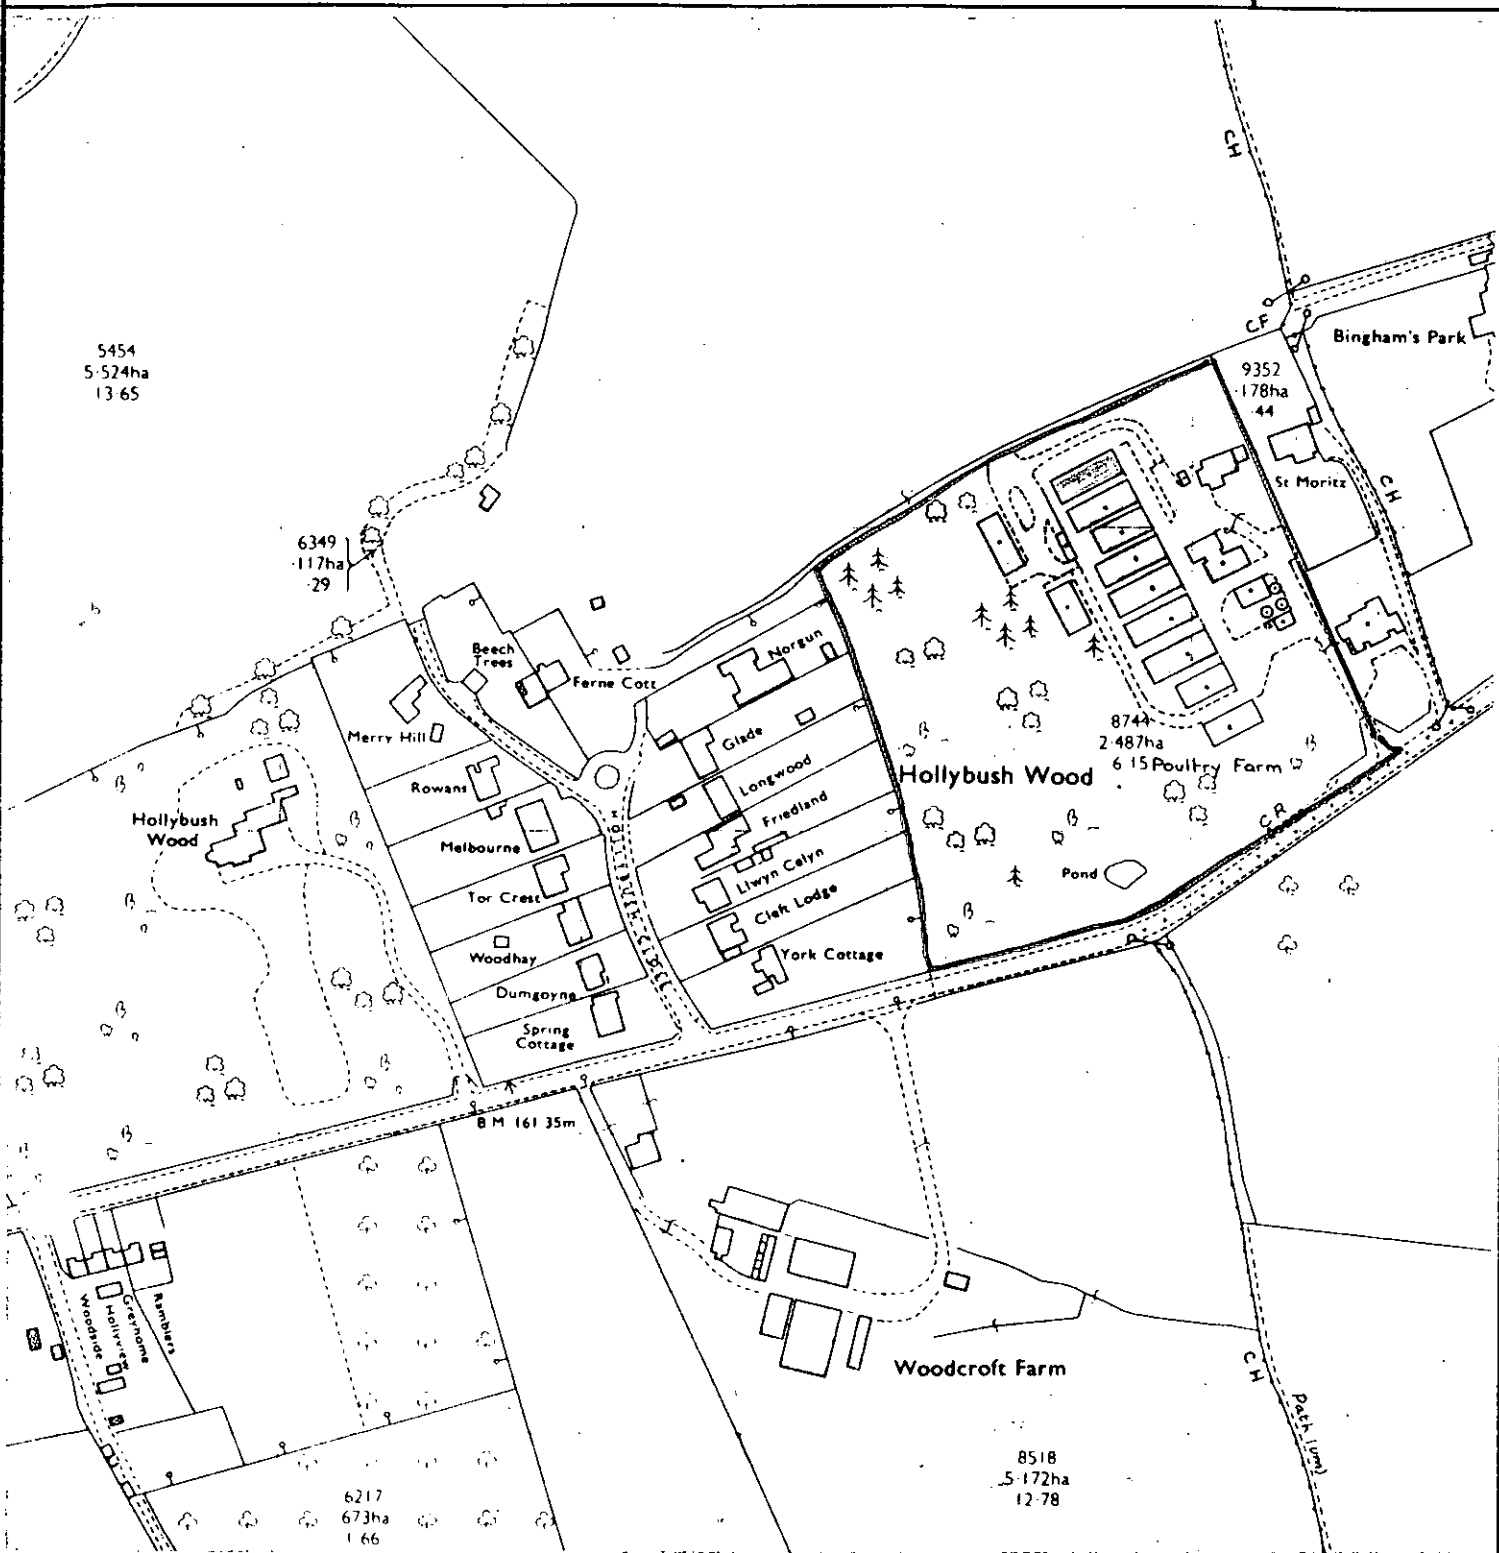 CH
CF
Bingham's Park
5454
5·524ha
13·65
9352
·178ha
·44
St Moritz
CH
6349
·117ha
·29
Norgun
Beech
Trees
Ferne Cott
Merry Hill
Glade
8744
2·487ha
6·15 Poultry Farm
Hollybush Wood
Longwood
Rowans
Friedland
Hollybush
Wood
Melbourne
CR
Llwyn Celyn
Pond
Tor Crest
Cleft Lodge
Woodhay
York Cottage
Dumgoyne
Spring
Cottage
B M 161·35m
Ramblers
Greyhome
Hollyview
Woodside
Woodcroft Farm
CH
Path (um)
8518
5·172ha
12·78
6217
673ha
1·66